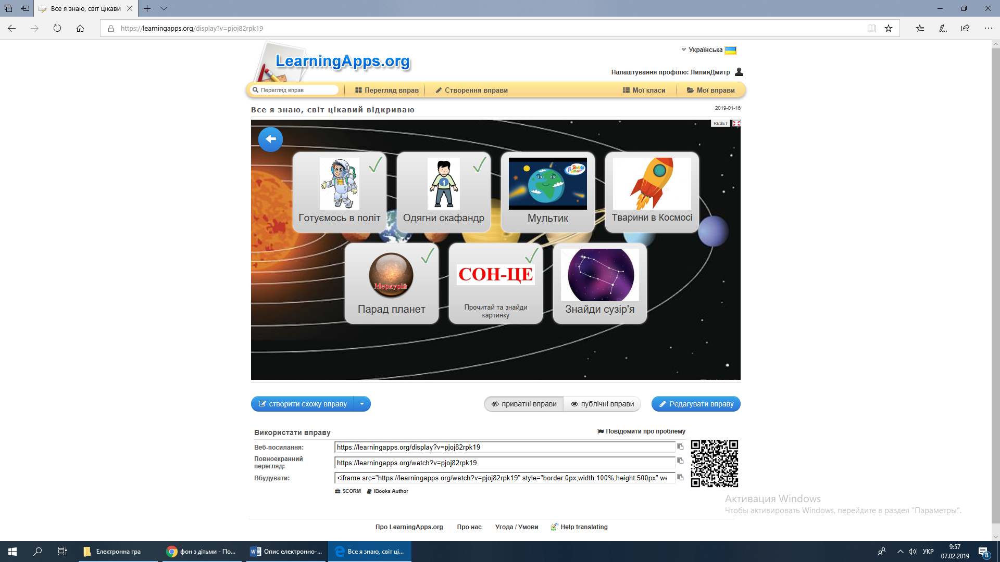 Все я знаю, світ цікави
https://learningapps.org/display?v=pjoj82rpk19
LearningApps.org
Українська
Налаштування профілю: ЛилияДмитр
Перегляд вправ
Перегляд вправ
Створення вправи
Мої класи
Мої вправи
Все я знаю, світ цікавий відкриваю
2019-01-16
RESET
1
Готуємось в політ
Одягни скафандр
Мультик
Тварини в Космосі
Меркурій
Парад планет
СОН-ЦЕ
Прочитай та знайди
картинку
Знайди сузір'я
створити схожу вправу
приватні вправи
публічні вправи
Редагувати вправу
Використати вправу
Повідомити про проблему
Веб-посилання:
https://learningapps.org/display?v=pjoj82rpk19
Повноекранний
перегляд:
https://learningapps.org/watch?v=pjoj82rpk19
Вбудувати:
<iframe src="https://learningapps.org/watch?v=pjoj82rpk19" style="border:0px;width:100%;height:500px" we
SCORM
iBooks Author
Активация Windows
Чтобы активировать Windows, перейдите в раздел "Параметры".
Про LearningApps.org
Про нас
Угода / Умови
Help translating
Електронна гра
фон з дітьми - По...
Опис електронно-...
Все я знаю, світ ці...
УКР
9:57
07.02.2019
8